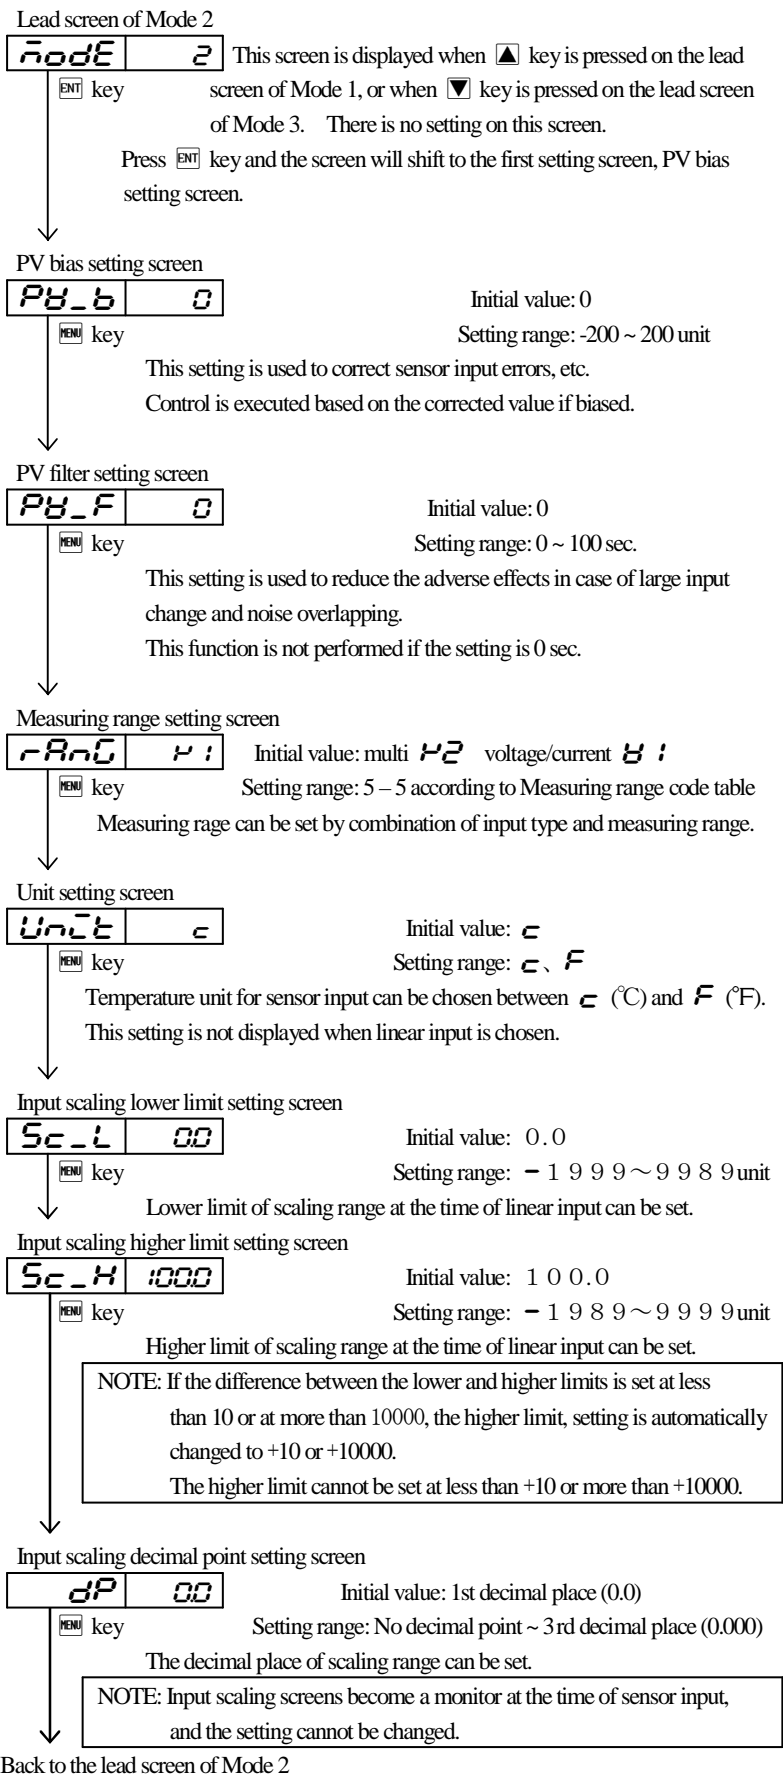 Lead screen of Mode 2
modE 2 This screen is displayed when ▲ key is pressed on the lead
ENT key screen of Mode 1, or when ▼ key is pressed on the lead screen
of Mode 3. There is no setting on this screen.
Press ENT key and the screen will shift to the first setting screen, PV bias
setting screen.
PV bias setting screen
PV_b 0 Initial value: 0
MENU key Setting range: -200 ~ 200 unit
This setting is used to correct sensor input errors, etc.
Control is executed based on the corrected value if biased.
PV filter setting screen
PV_F 0 Initial value: 0
MENU key Setting range: 0 ~ 100 sec.
This setting is used to reduce the adverse effects in case of large input
change and noise overlapping.
This function is not performed if the setting is 0 sec.
Measuring range setting screen
rAnG K1 Initial value: multi K2 voltage/current V1
MENU key Setting range: 5 – 5 according to Measuring range code table
Measuring rage can be set by combination of input type and measuring range.
Unit setting screen
Unit c Initial value: c
MENU key Setting range: c、F
Temperature unit for sensor input can be chosen between c (℃) and F (℉).
This setting is not displayed when linear input is chosen.
Input scaling lower limit setting screen
Sc_L 0.0 Initial value: 0.0
MENU key Setting range: －1999～9989unit
Lower limit of scaling range at the time of linear input can be set.
Input scaling higher limit setting screen
Sc_H 100.0 Initial value: 100.0
MENU key Setting range: －1989～9999unit
Higher limit of scaling range at the time of linear input can be set.
NOTE: If the difference between the lower and higher limits is set at less
than 10 or at more than 10000, the higher limit, setting is automatically
changed to +10 or +10000.
The higher limit cannot be set at less than +10 or more than +10000.
Input scaling decimal point setting screen
dP 0.0 Initial value: 1st decimal place (0.0)
MENU key Setting range: No decimal point ~ 3rd decimal place (0.000)
The decimal place of scaling range can be set.
NOTE: Input scaling screens become a monitor at the time of sensor input,
and the setting cannot be changed.
Back to the lead screen of Mode 2